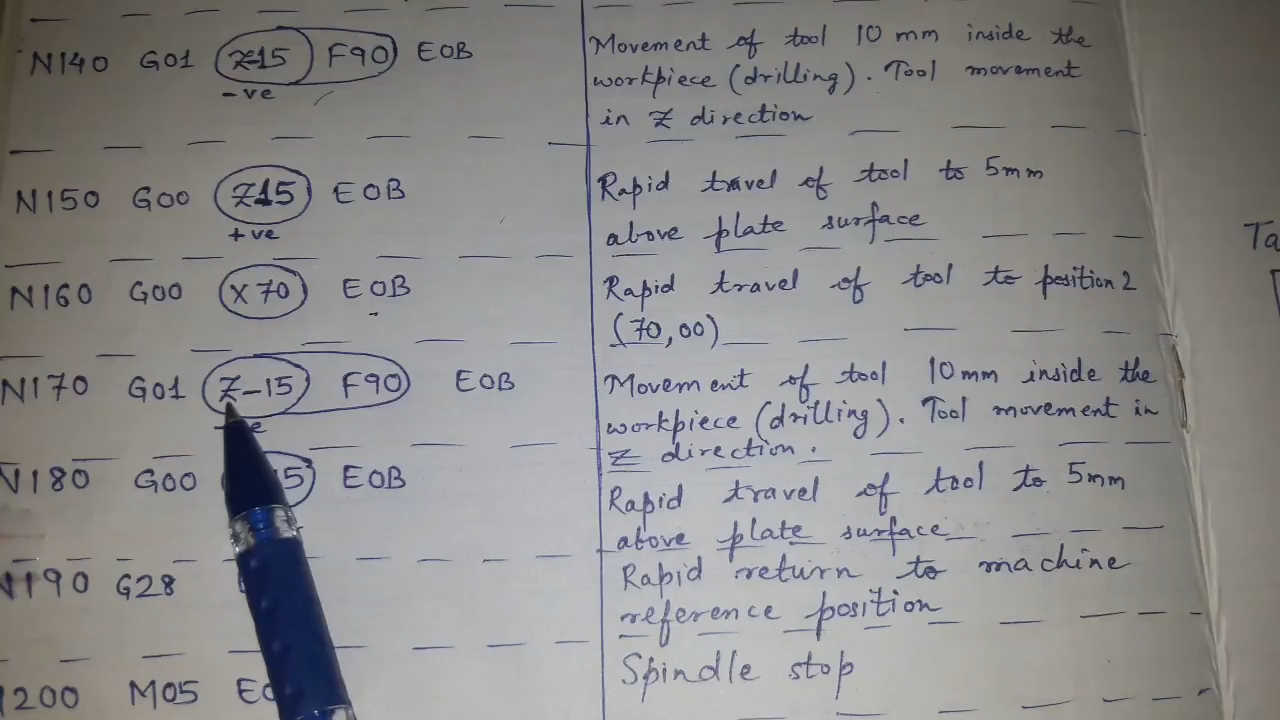 N140 G01 Z-15 F90 EOB
-ve
Movement of tool 10 mm inside the
workpiece (drilling). Tool movement
in Z direction
N150 G00 Z15 EOB
+ve
Rapid travel of tool to 5mm
above plate surface
N160 G00 X70 EOB
Rapid travel of tool to position 2
(70,00)
N170 G01 Z-15 F90 EOB
Movement of tool 10mm inside the
workpiece (drilling). Tool movement in
Z direction.
N180 G00 EOB
Rapid travel of tool to 5mm
above plate surface
N190 G28
Rapid return to machine
reference position
1200 M05
Spindle stop
Ta